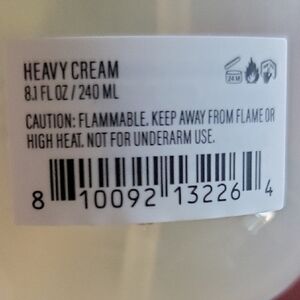 HEAVY CREAM
8.1 FL OZ / 240 ML
24 M
CAUTION: FLAMMABLE. KEEP AWAY FROM FLAME OR
HIGH HEAT. NOT FOR UNDERARM USE.
8 10092 13226 4